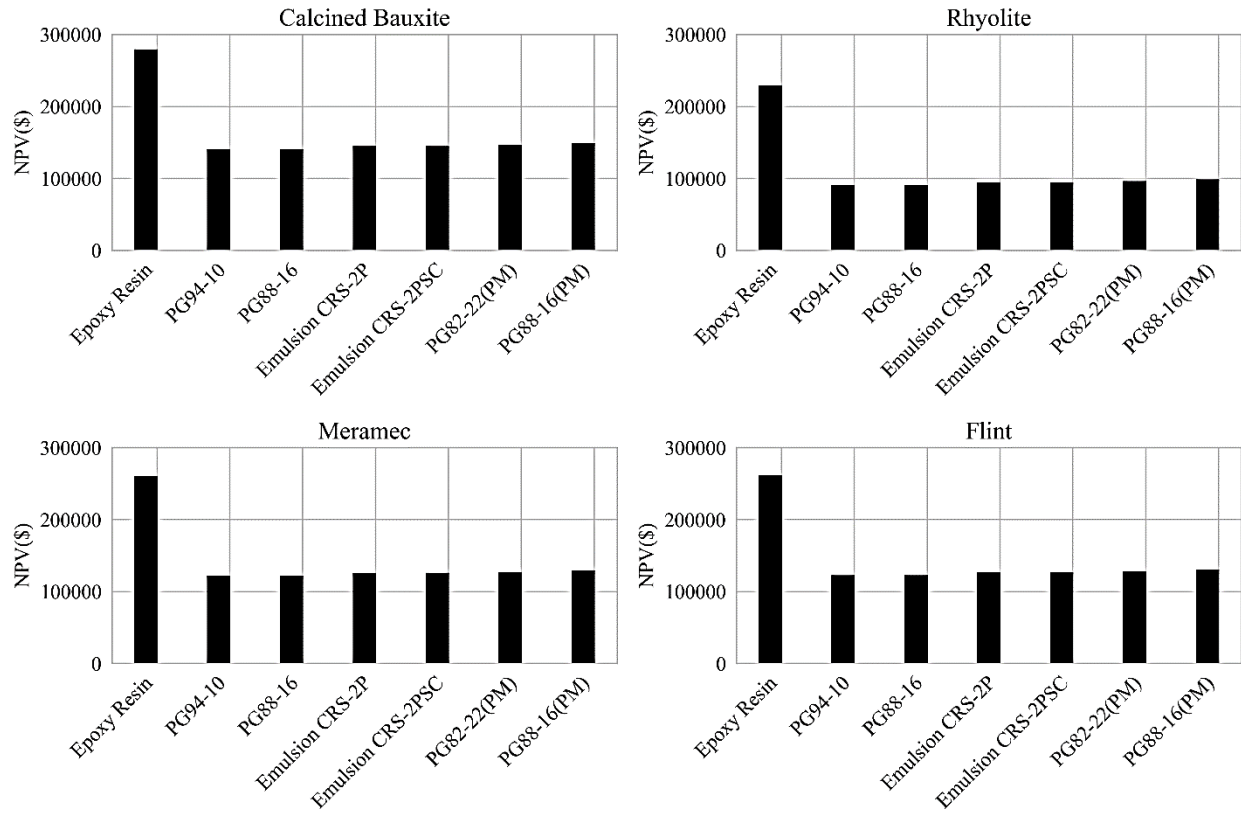 Calcined Bauxite
NPV($)
300000
200000
100000
0
Epoxy Resin
PG94-10
PG88-16
Emulsion CRS-2P
Emulsion CRS-2PSC
PG82-22(PM)
PG88-16(PM)
Rhyolite
NPV($)
300000
200000
100000
0
Epoxy Resin
PG94-10
PG88-16
Emulsion CRS-2P
Emulsion CRS-2PSC
PG82-22(PM)
PG88-16(PM)
Meramec
NPV($)
300000
200000
100000
0
Epoxy Resin
PG94-10
PG88-16
Emulsion CRS-2P
Emulsion CRS-2PSC
PG82-22(PM)
PG88-16(PM)
Flint
NPV($)
300000
200000
100000
0
Epoxy Resin
PG94-10
PG88-16
Emulsion CRS-2P
Emulsion CRS-2PSC
PG82-22(PM)
PG88-16(PM)